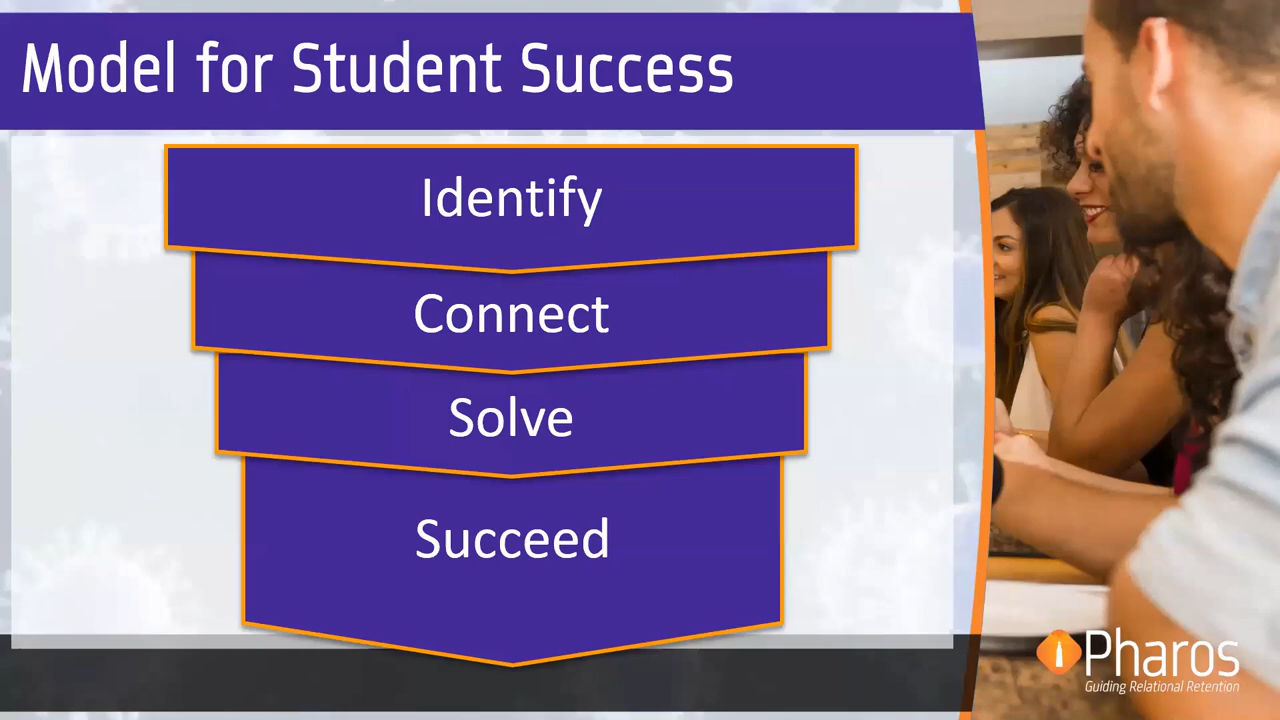 Model for Student Success
Identify
Connect
Solve
Succeed
Pharos
Guiding Relational Retention